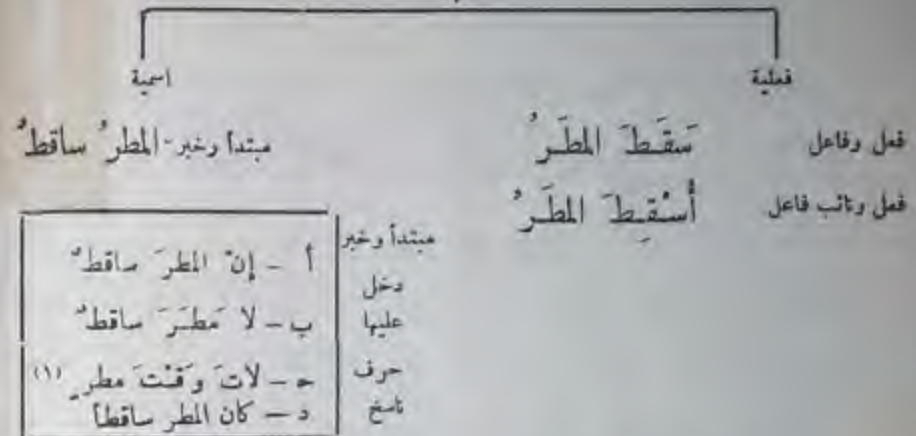 فعلية
اسمية
فعل وفاعل سَقَطَ المطَرُ
مبتدأ وخبر - المطرُ ساقطٌ
فعل ونائب فاعل أُسْقِطَ المطَرُ
مبتدأ وخبر
دخل
عليها
حرف
ناسخ
أ - إنّ المطرَ ساقطٌ
ب - لا مَطَرَ ساقطٌ
حـ - لاتَ وَقْتَ مطرٍ (١)
د - كان المطر ساقطاً